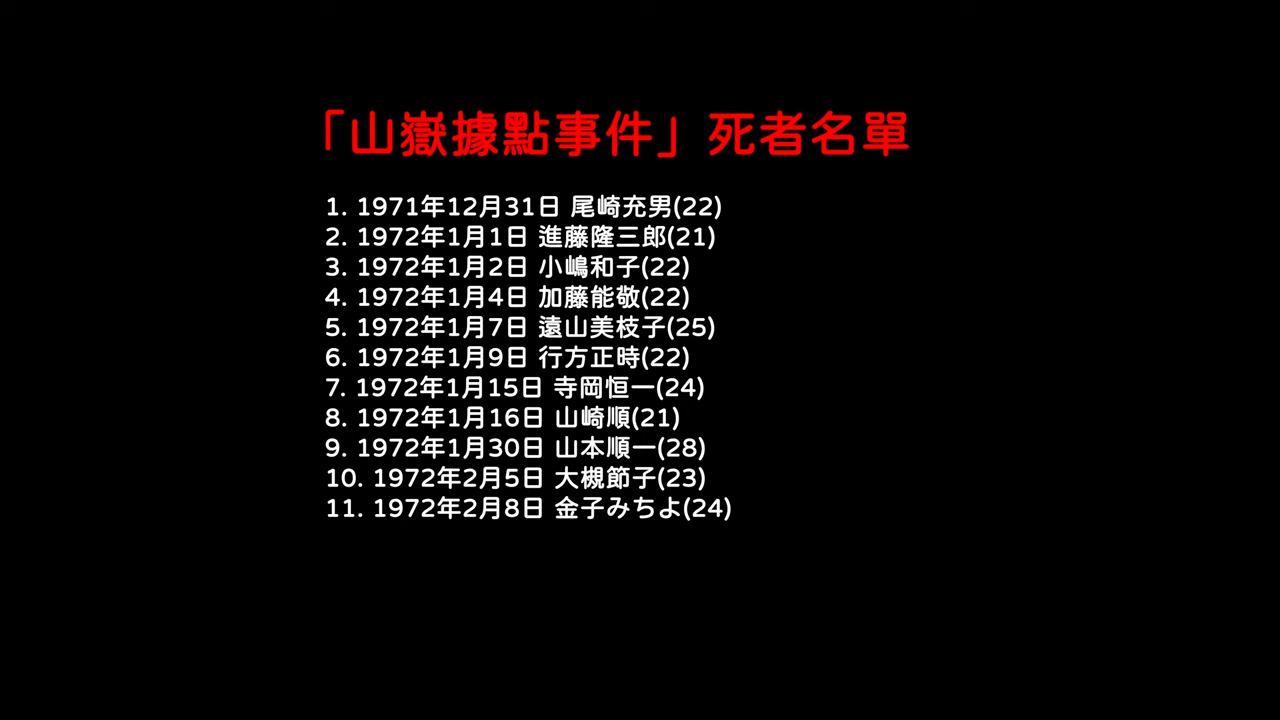 「山嶽據點事件」死者名單
1. 1971年12月31日 尾崎充男(22)
2. 1972年1月1日 進藤隆三郎(21)
3. 1972年1月2日 小嶋和子(22)
4. 1972年1月4日 加藤能敬(22)
5. 1972年1月7日 遠山美枝子(25)
6. 1972年1月9日 行方正時(22)
7. 1972年1月15日 寺岡恒一(24)
8. 1972年1月16日 山崎順(21)
9. 1972年1月30日 山本順一(28)
10. 1972年2月5日 大槻節子(23)
11. 1972年2月8日 金子みちよ(24)